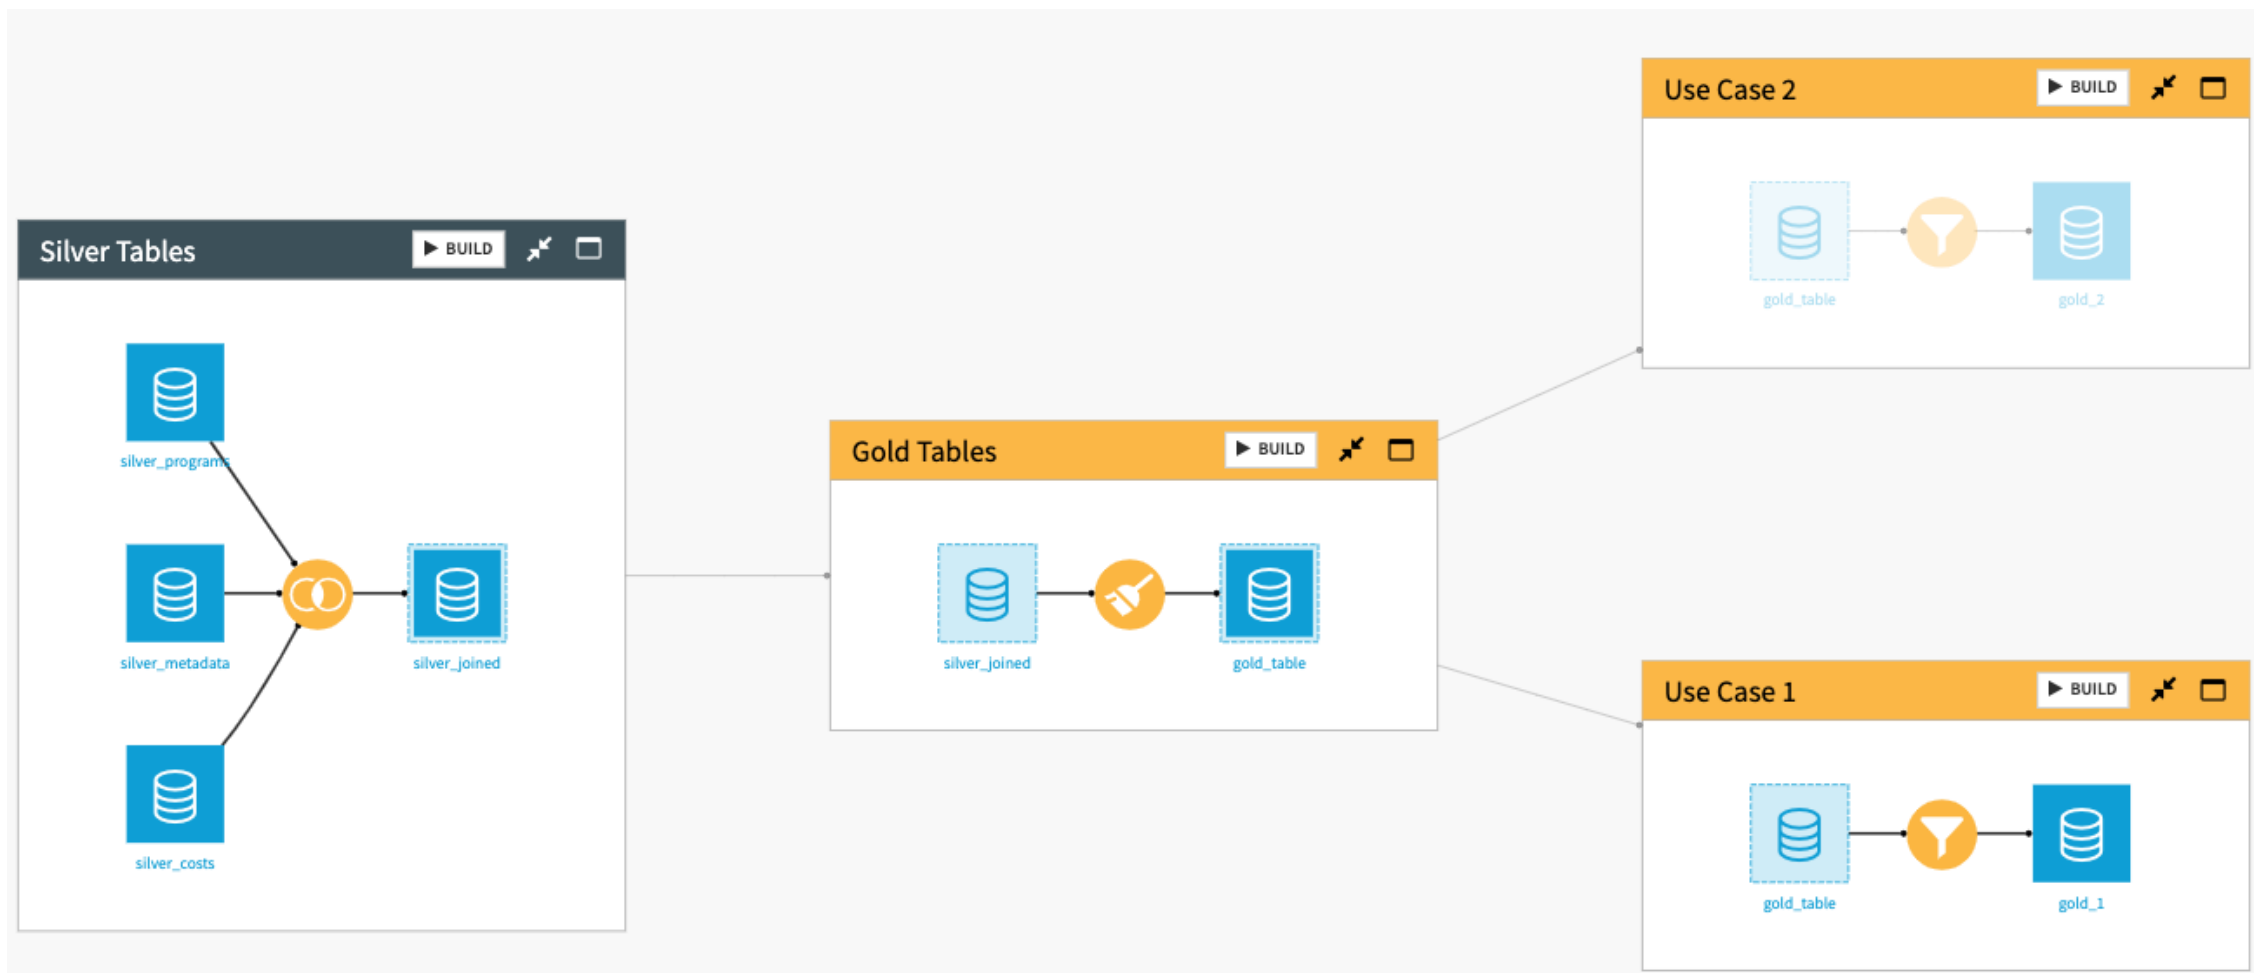 Silver Tables
BUILD
silver_programs
silver_metadata
silver_joined
silver_costs
Gold Tables
BUILD
silver_joined
gold_table
Use Case 2
BUILD
gold_table
gold_2
Use Case 1
BUILD
gold_table
gold_1